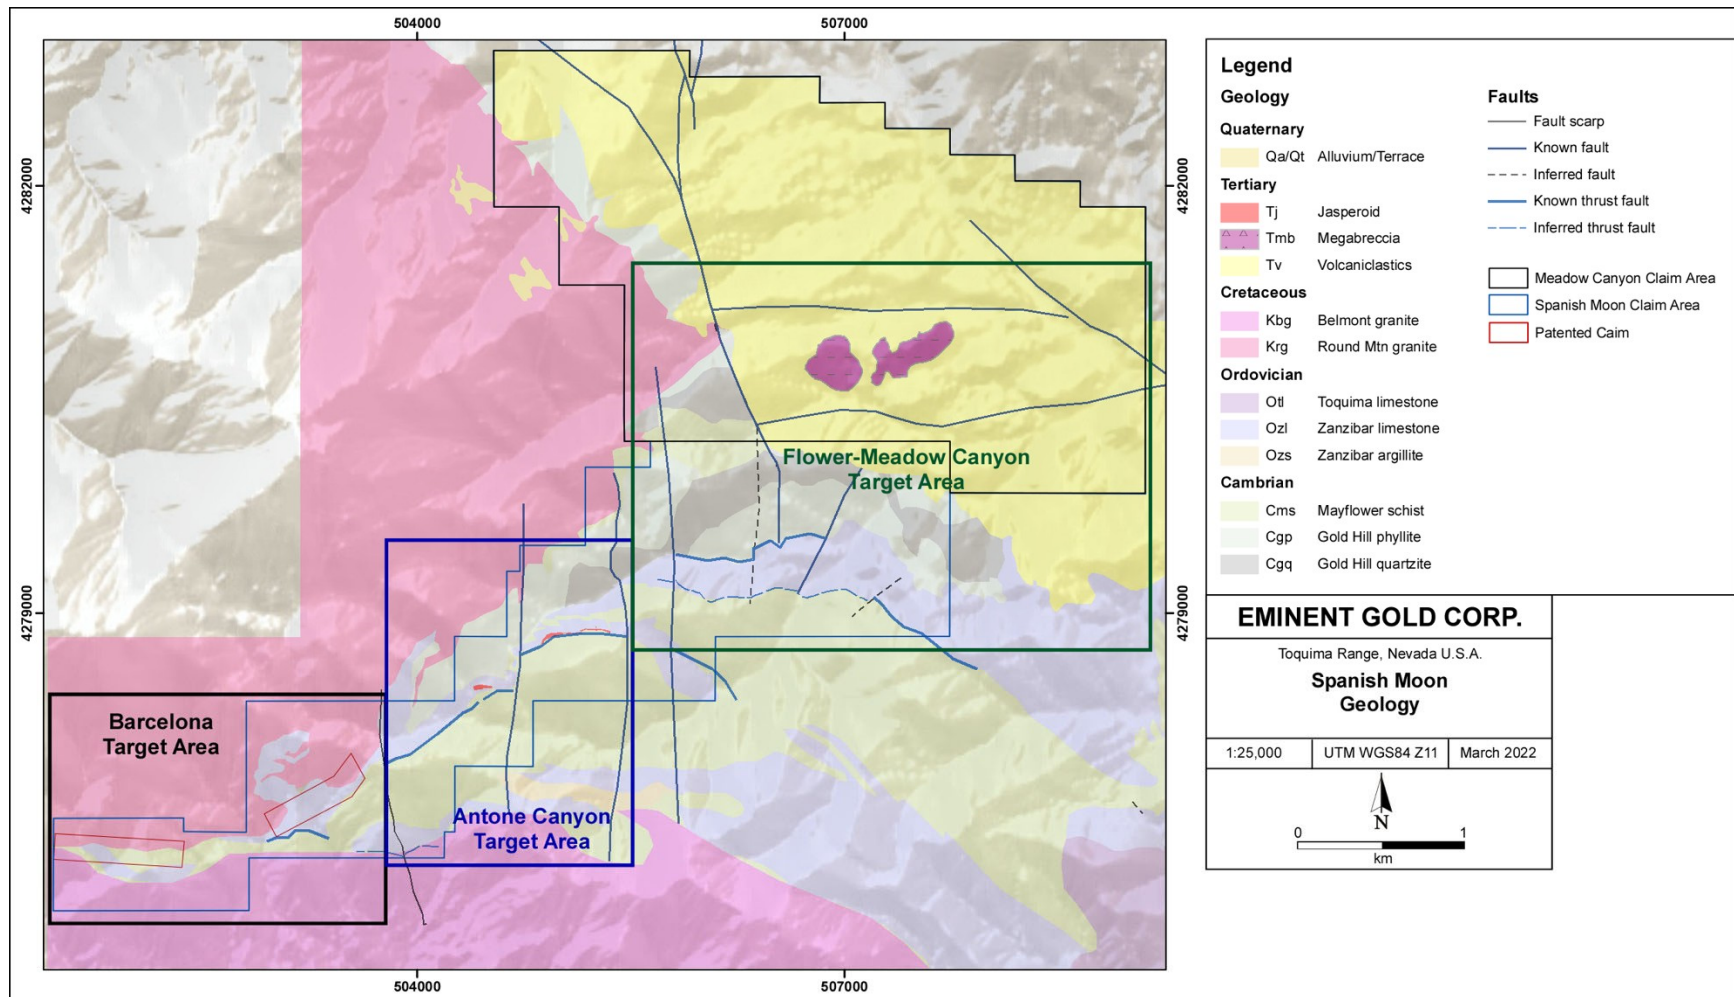 504000
507000
4282000
4282000
4279000
4279000
504000
507000
Flower-Meadow Canyon
Target Area
Barcelona
Target Area
Antone Canyon
Target Area
Legend
Geology
Quaternary
Qa/Qt Alluvium/Terrace
Tertiary
Tj Jasperoid
Tmb Megabreccia
Tv Volcaniclastics
Cretaceous
Kbg Belmont granite
Krg Round Mtn granite
Ordovician
Otl Toquima limestone
Ozl Zanzibar limestone
Ozs Zanzibar argillite
Cambrian
Cms Mayflower schist
Cgp Gold Hill phyllite
Cgq Gold Hill quartzite
Faults
Fault scarp
Known fault
Inferred fault
Known thrust fault
Inferred thrust fault
Meadow Canyon Claim Area
Spanish Moon Claim Area
Patented Caim
EMINENT GOLD CORP.
Toquima Range, Nevada U.S.A.
Spanish Moon
Geology
1:25,000 UTM WGS84 Z11 March 2022
N
0 1
km